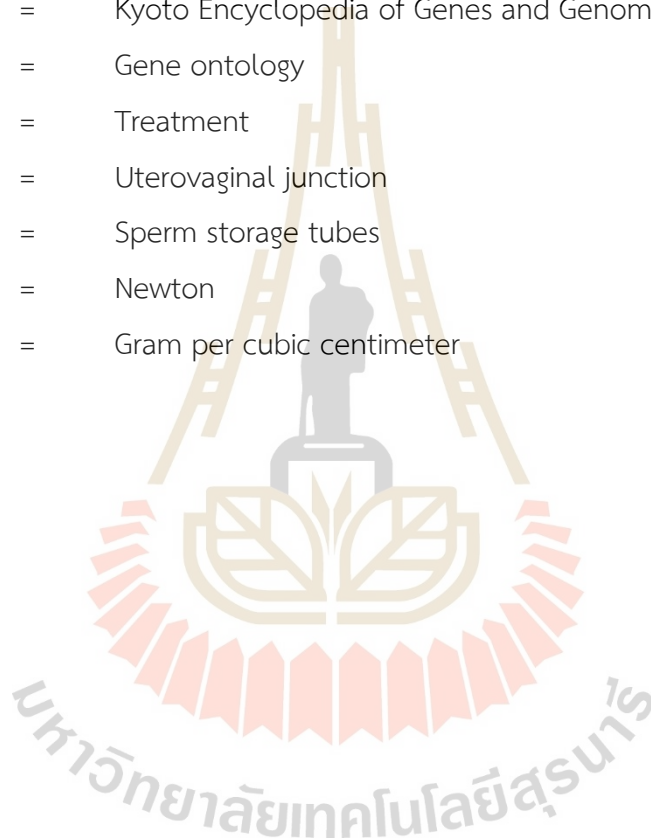 = Kyoto Encyclopedia of Genes and Genom
= Gene ontology
= Treatment
= Uterovaginal junction
= Sperm storage tubes
= Newton
= Gram per cubic centimeter
มหาวิทยาลัยเทคโนโลยีสุรนารี